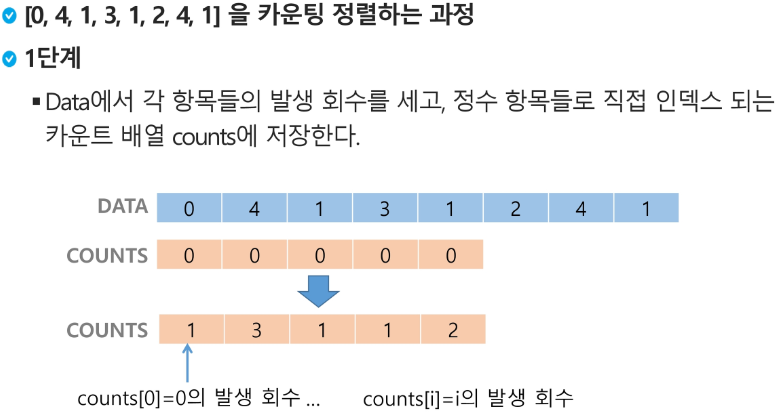 [0, 4, 1, 3, 1, 2, 4, 1] 을 카운팅 정렬하는 과정
1단계
Data에서 각 항목들의 발생 회수를 세고, 정수 항목들로 직접 인덱스 되는
카운트 배열 counts에 저장한다.
DATA 0 4 1 3 1 2 4 1
COUNTS 0 0 0 0 0
COUNTS 1 3 1 1 2
counts[0]=0의 발생 회수 ... counts[i]=i의 발생 회수